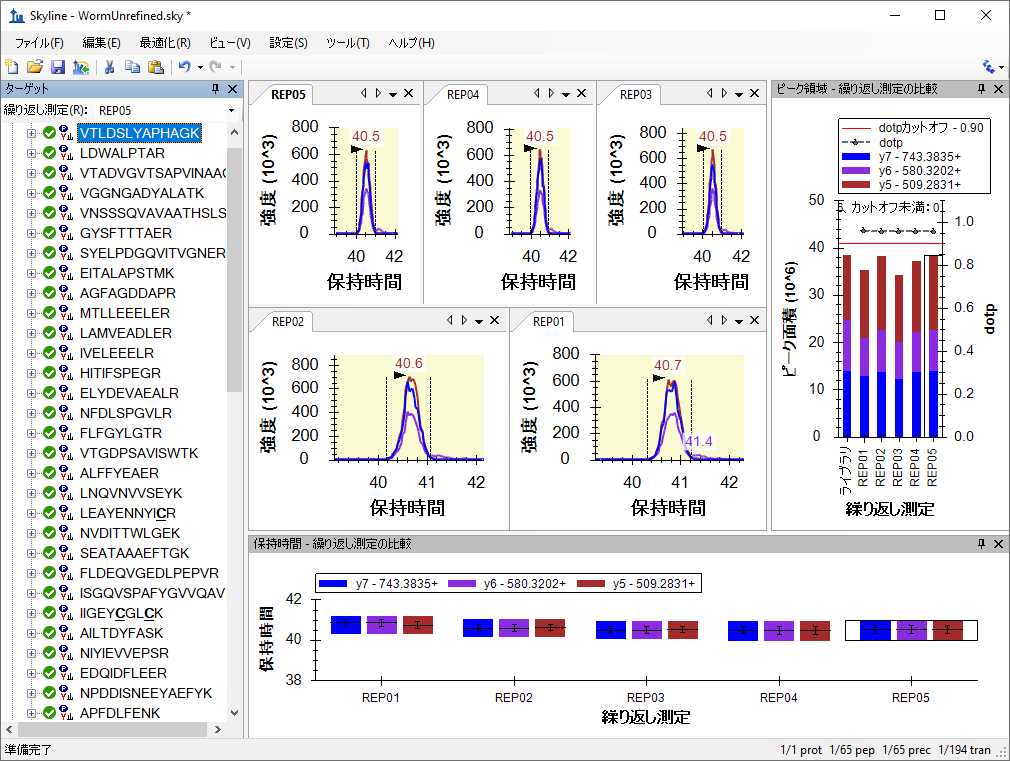 Skyline - WormUnrefined.sky *
ファイル(F) 編集(E) 最適化(R) ビュー(V) 設定(S) ツール(T) ヘルプ(H)
ターゲット
繰り返し測定(R): REP05
VTLDSLYAPHAGK
LDWALPTAR
VTADVGVTSAPVINAAG
VGGNGADYALATK
VNSSSQVAVAATHSLS
GYSFTTTAER
SYELPDGQVITVGNER
EITALAPSTMK
AGFAGDDAPR
MTLLEEELER
LAMVEADLER
IVELEEELR
HITIFSPEGR
ELYDEVAEALR
NFDLSPGVLR
FLFGYLGTR
VTGDPSAVISWTK
ALFFYEAER
LNQVNVVSEYK
LEAYENNYICR
NVDITTWLGEK
SEATAAAEFTGK
FLDEQVGEDLPEPVR
ISGQVSPAFYGVVQAV
IIGEYCGLCK
AILTDYFASK
NIYIEVVEPSR
EDQIDFLEER
NPDDISNEEYAEFYK
APFDLFENK
REP05
強度 (10^3)
800
600
400
200
0
40.5
40 42
保持時間
REP04
強度 (10^3)
800
600
400
200
0
40.5
40 42
保持時間
REP03
強度 (10^3)
800
600
400
200
0
40.5
40 42
保持時間
REP02
強度 (10^3)
800
600
400
200
0
40.6
40 41 42
保持時間
REP01
強度 (10^3)
800
600
400
200
0
40.7
41.4
40 41 42
保持時間
ピーク領域 - 繰り返し測定の比較
dotpカットオフ - 0.90
dotp
y7 - 743.3835+
y6 - 580.3202+
y5 - 509.2831+
カットオフ未満: 0
ピーク面積 (10^6)
50
40
30
20
10
0
1.0
0.8
0.6
0.4
0.2
0.0
dotp
ライブラリ
REP01
REP02
REP03
REP04
REP05
繰り返し測定
保持時間 - 繰り返し測定の比較
y7 - 743.3835+ y6 - 580.3202+ y5 - 509.2831+
保持時間
42
40
38
REP01 REP02 REP03 REP04 REP05
繰り返し測定
準備完了
1/1 prot 1/65 pep 1/65 prec 1/194 tran